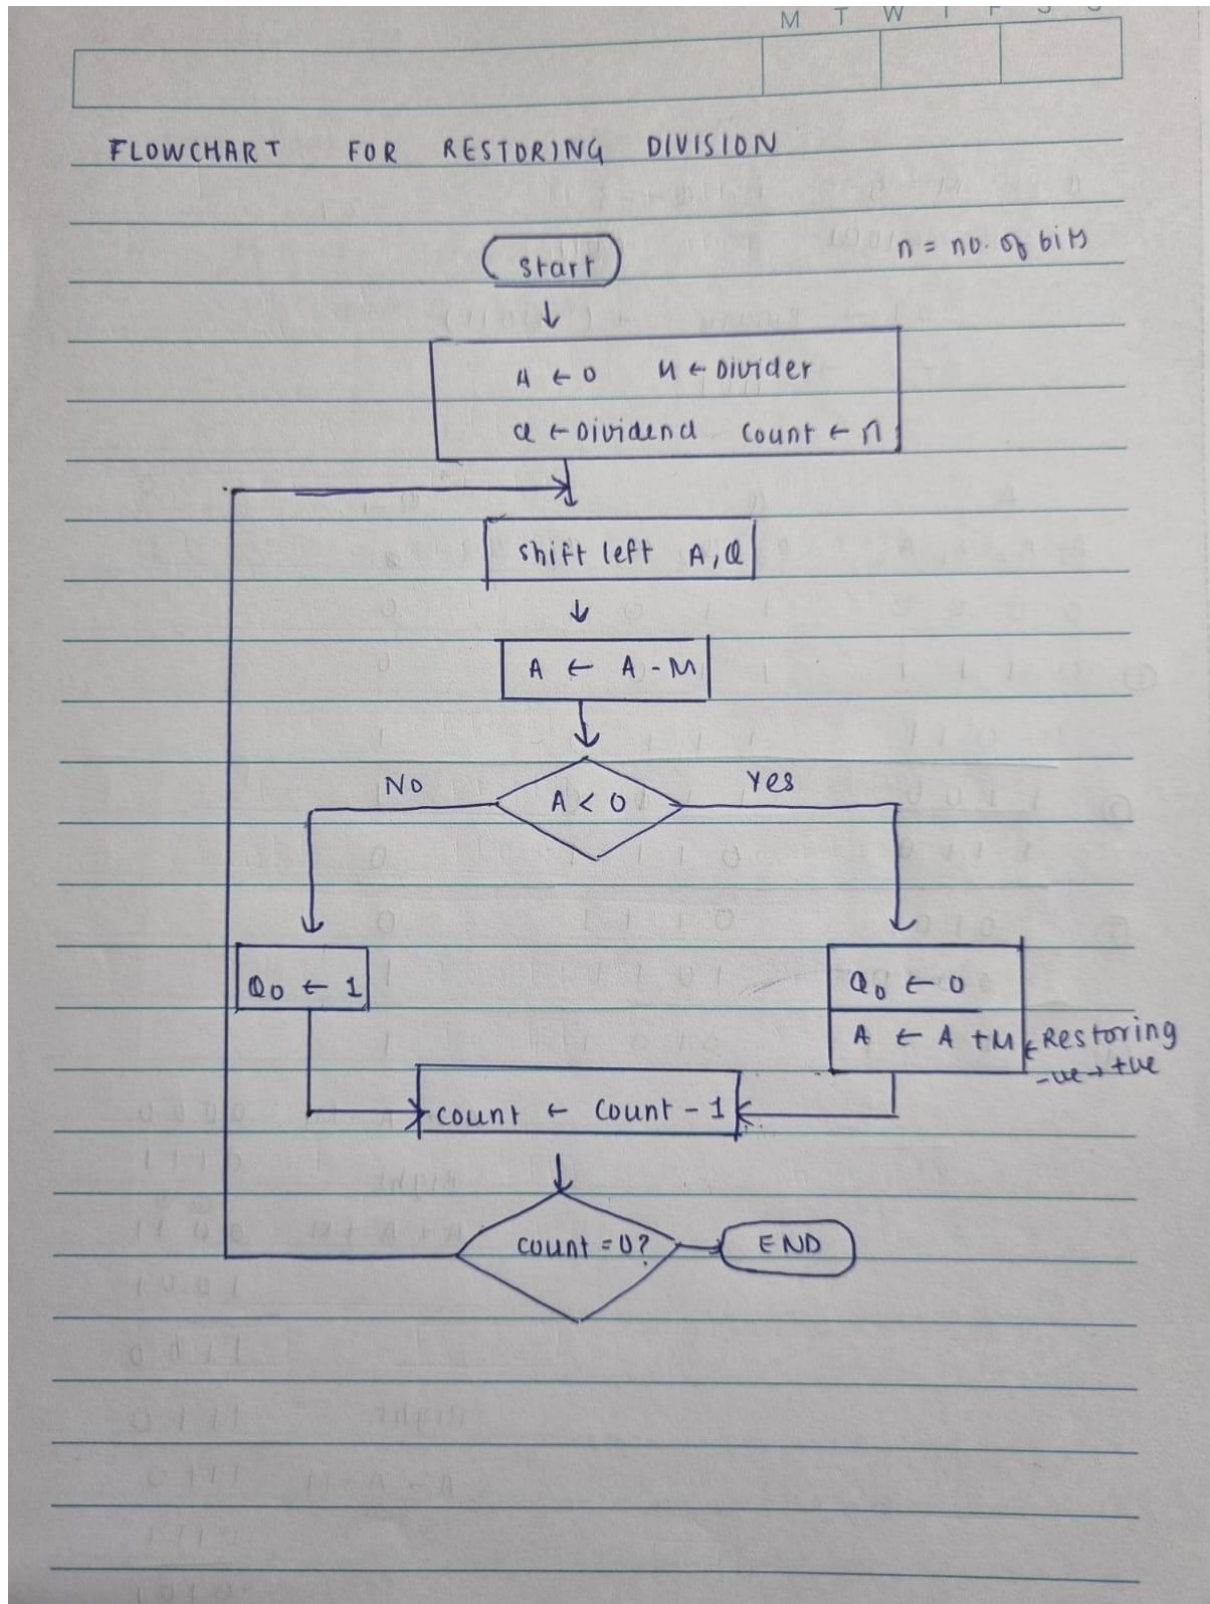 M T W
FLOWCHART FOR RESTORING DIVISION
n = no. of bits
start
A ← 0 M ← Divider
Q ← Dividend count ← n
shift left A, Q
A ← A - M
No A < 0 Yes
Q0 ← 1
Q0 ← 0
A ← A + M ← Restoring
-ve → +ve
count ← count - 1
count = 0?
END